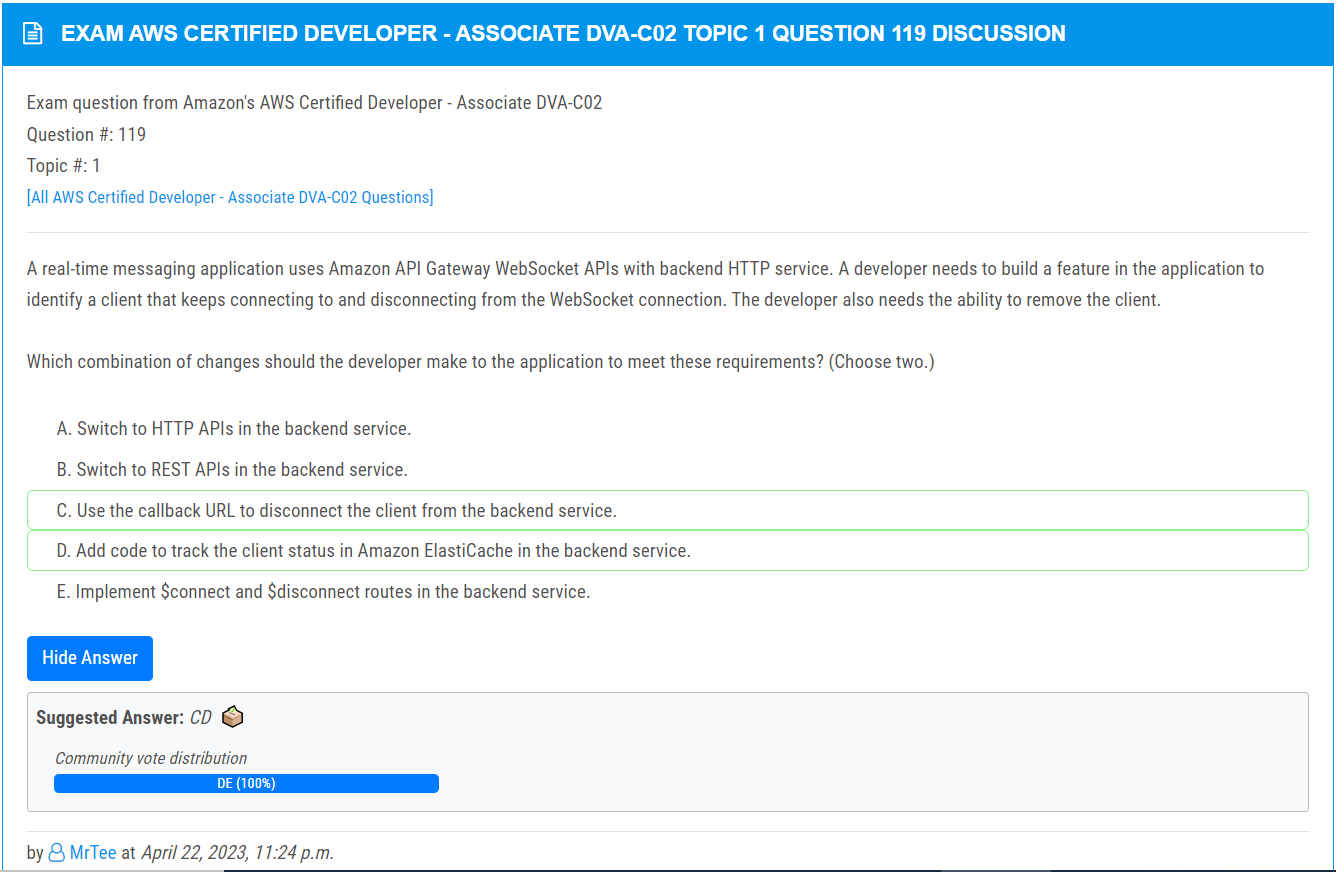 EXAM AWS CERTIFIED DEVELOPER - ASSOCIATE DVA-C02 TOPIC 1 QUESTION 119 DISCUSSION
Exam question from Amazon's AWS Certified Developer - Associate DVA-C02
Question #: 119
Topic #: 1
[All AWS Certified Developer - Associate DVA-C02 Questions]
A real-time messaging application uses Amazon API Gateway WebSocket APIs with backend HTTP service. A developer needs to build a feature in the application to
identify a client that keeps connecting to and disconnecting from the WebSocket connection. The developer also needs the ability to remove the client.
Which combination of changes should the developer make to the application to meet these requirements? (Choose two.)
A. Switch to HTTP APIs in the backend service.
B. Switch to REST APIs in the backend service.
C. Use the callback URL to disconnect the client from the backend service.
D. Add code to track the client status in Amazon ElastiCache in the backend service.
E. Implement $connect and $disconnect routes in the backend service.
Hide Answer
Suggested Answer: CD
Community vote distribution
DE (100%)
by MrTee at April 22, 2023, 11:24 p.m.